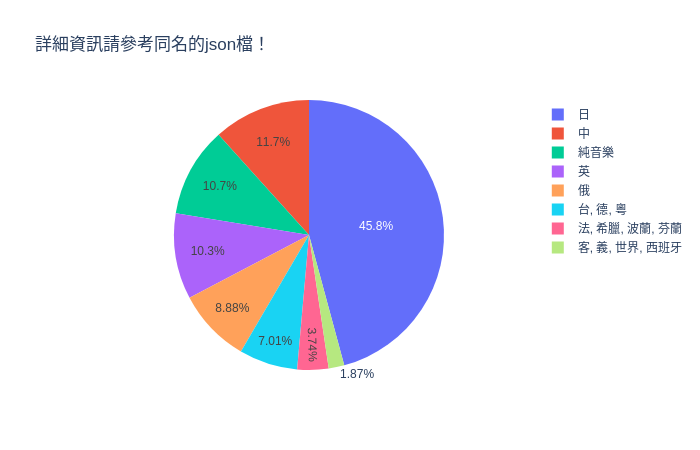 詳細資訊請參考同名的json檔！
45.8%
11.7%
10.7%
10.3%
8.88%
7.01%
3.74%
1.87%
日
中
純音樂
英
俄
台, 德, 粵
法, 希臘, 波蘭, 芬蘭
客, 義, 世界, 西班牙